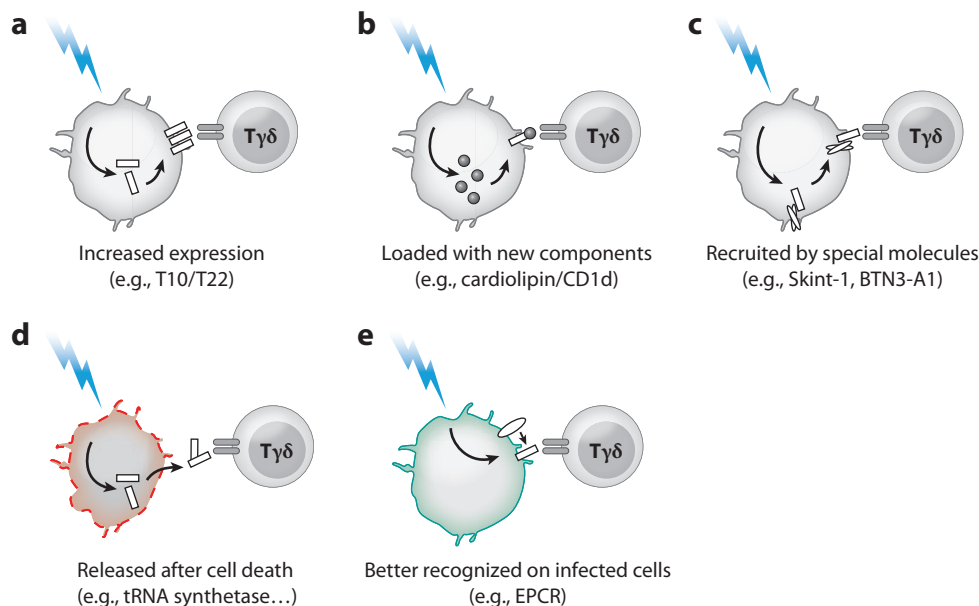 a
b
c
Tγδ
Tγδ
Tγδ
Increased expression
(e.g., T10/T22)
Loaded with new components
(e.g., cardiolipin/CD1d)
Recruited by special molecules
(e.g., Skint-1, BTN3-A1)
d
e
Tγδ
Tγδ
Released after cell death
(e.g., tRNA synthetase…)
Better recognized on infected cells
(e.g., EPCR)